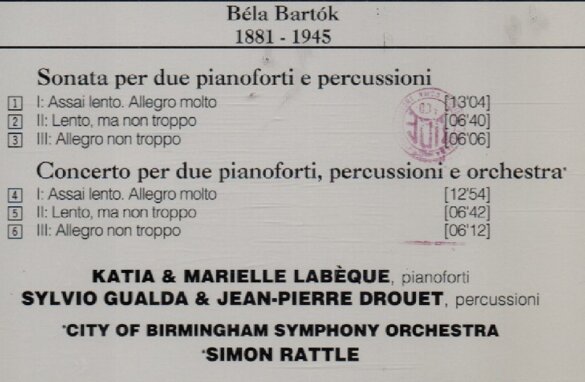 Béla Bartók
1881 - 1945
Sonata per due pianoforti e percussioni
1 I: Assai lento. Allegro molto [13'04]
2 II: Lento, ma non troppo [06'40]
3 III: Allegro non troppo [06'06]
Concerto per due pianoforti, percussioni e orchestra*
4 I: Assai lento. Allegro molto [12'54]
5 II: Lento, ma non troppo [06'42]
6 III: Allegro non troppo [06'12]
KATIA & MARIELLE LABÈQUE, pianoforti
SYLVIO GUALDA & JEAN-PIERRE DROUET, percussioni
*CITY OF BIRMINGHAM SYMPHONY ORCHESTRA
*SIMON RATTLE